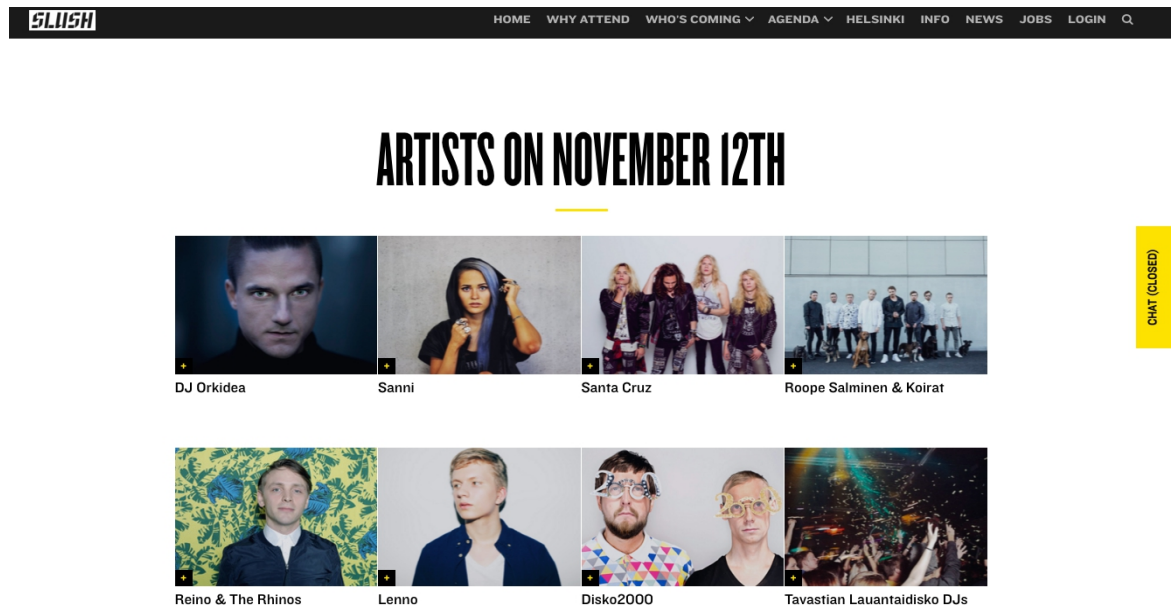 SLUSH
HOME WHY ATTEND WHO'S COMING AGENDA HELSINKI INFO NEWS JOBS LOGIN
ARTISTS ON NOVEMBER 12TH
CHAT (CLOSED)
+ + + +
DJ Orkidea Sanni Santa Cruz Roope Salminen & Koirat
+ + + +
Reino & The Rhinos Lenno Disko2000 Tavastian Lauantaidisko DJs